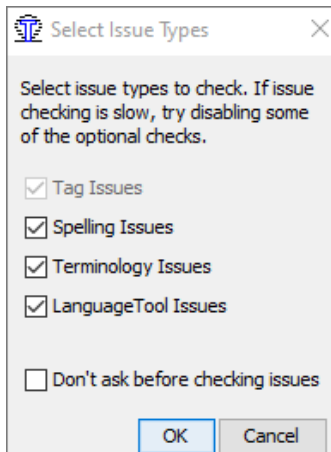 Select Issue Types
Select issue types to check. If issue
checking is slow, try disabling some
of the optional checks.
Tag Issues
Spelling Issues
Terminology Issues
LanguageTool Issues
Don't ask before checking issues
OK Cancel